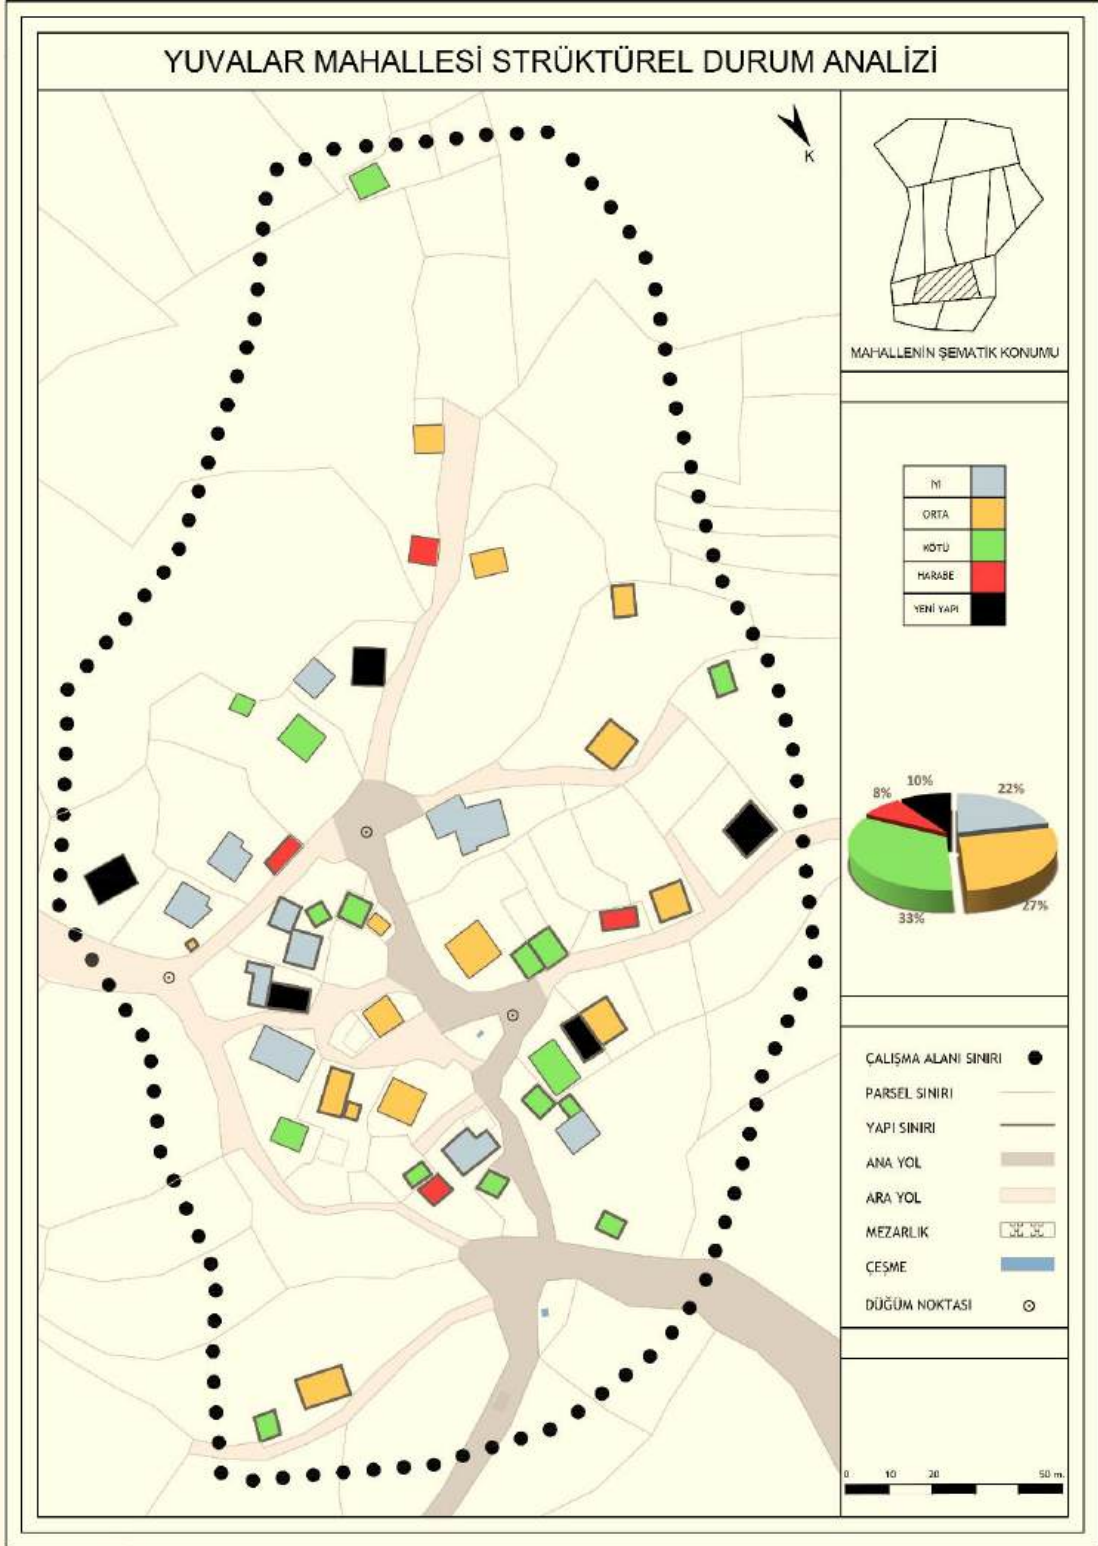 YUVALAR MAHALLESİ STRÜKTÜREL DURUM ANALİZİ
K
MAHALLENİN ŞEMATİK KONUMU
İYİ
ORTA
KÖTÜ
HARABE
YENİ YAPI
10%
22%
8%
33%
27%
ÇALIŞMA ALANI SINIRI
PARSEL SINIRI
YAPI SINIRI
ANA YOL
ARA YOL
MEZARLIK
ÇEŞME
DÜĞÜM NOKTASI
0 10 20 50 m.